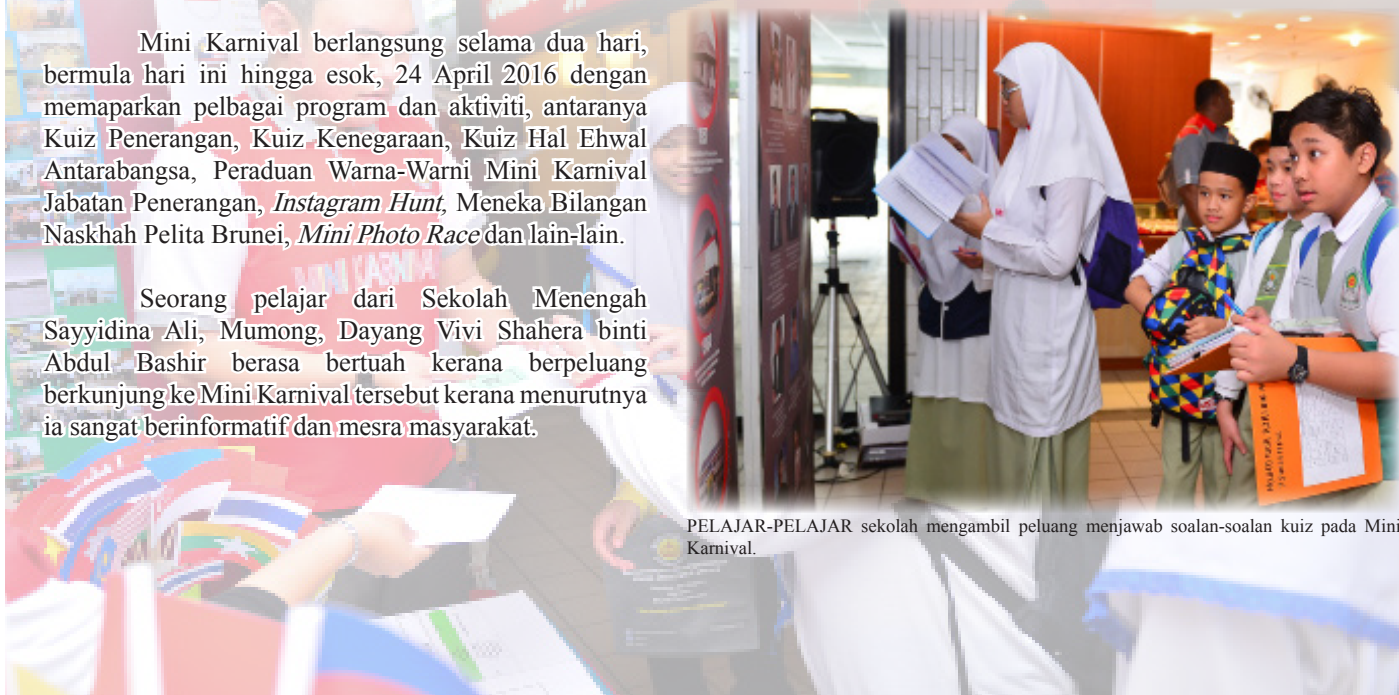 Mini Karnival berlangsung selama dua hari,
bermula hari ini hingga esok, 24 April 2016 dengan
memaparkan pelbagai program dan aktiviti, antaranya
Kuiz Penerangan, Kuiz Kenegaraan, Kuiz Hal Ehwal
Antarabangsa, Peraduan Warna-Warni Mini Karnival
Jabatan Penerangan, Instagram Hunt, Meneka Bilangan
Naskhah Pelita Brunei, Mini Photo Race dan lain-lain.
Seorang pelajar dari Sekolah Menengah
Sayyidina Ali, Mumong, Dayang Vivi Shahera binti
Abdul Bashir berasa bertuah kerana berpeluang
berkunjung ke Mini Karnival tersebut kerana menurutnya
ia sangat berinformatif dan mesra masyarakat.
PELAJAR-PELAJAR sekolah mengambil peluang menjawab soalan-soalan kuiz pada Mini
Karnival.
MINI KARNIVAL